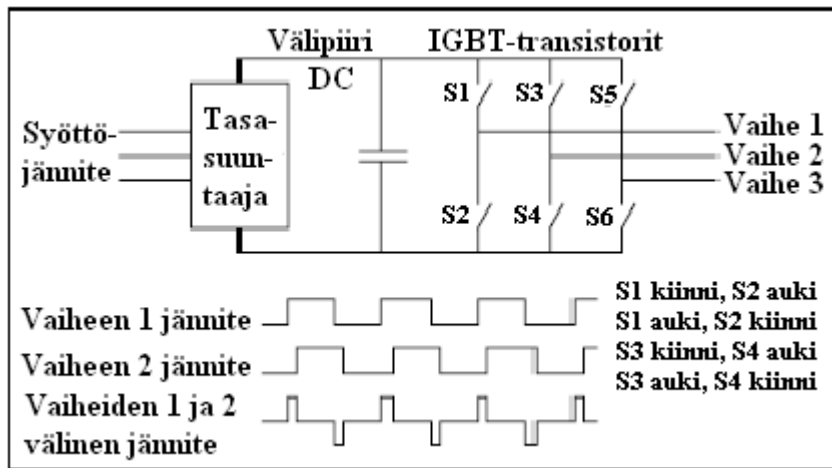 Välipiiri
DC
IGBT-transistorit
S1
S3
S5
Syöttö-
jännite
Tasa-
suun-
taaja
Vaihe 1
Vaihe 2
Vaihe 3
S2
S4
S6
Vaiheen 1 jännite
S1 kiinni, S2 auki
S1 auki, S2 kiinni
Vaiheen 2 jännite
S3 kiinni, S4 auki
S3 auki, S4 kiinni
Vaiheiden 1 ja 2
välinen jännite